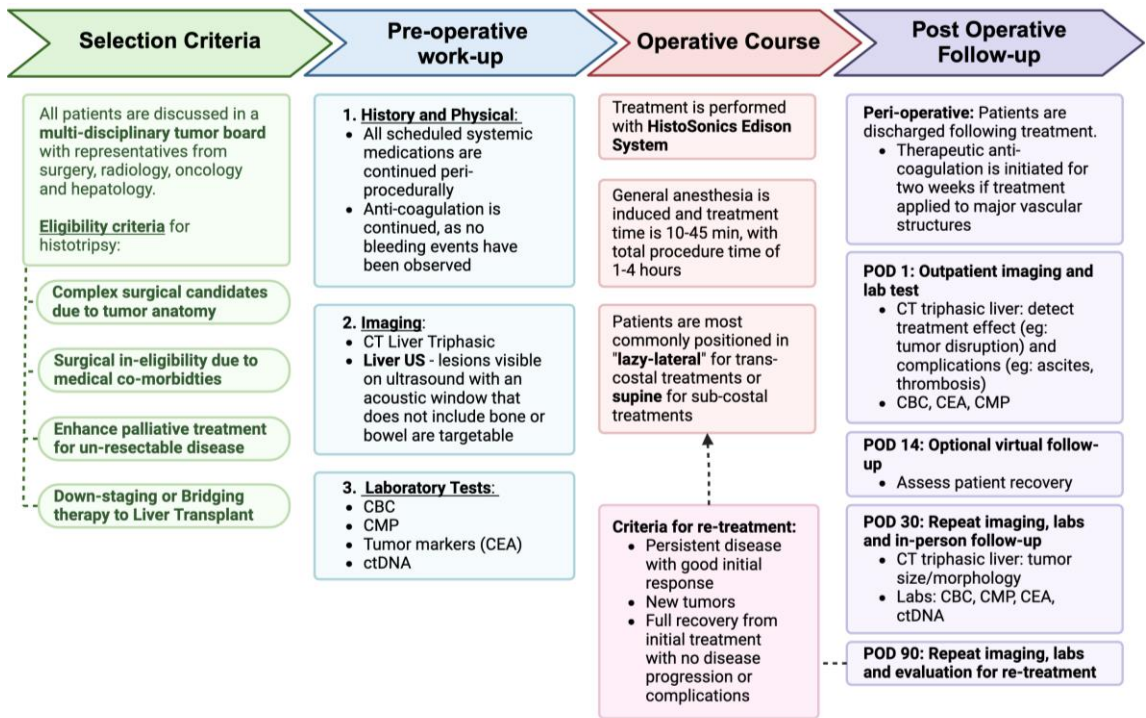 Selection Criteria
All patients are discussed in a
multi-disciplinary tumor board
with representatives from
surgery, radiology, oncology
and hepatology.
Eligibility criteria for
histotripsy:
Complex surgical candidates
due to tumor anatomy
Surgical in-eligibility due to
medical co-morbidties
Enhance palliative treatment
for un-resectable disease
Down-staging or Bridging
therapy to Liver Transplant
Pre-operative
work-up
1. History and Physical:
• All scheduled systemic
medications are
continued peri-
procedurally
• Anti-coagulation is
continued, as no
bleeding events have
been observed
2. Imaging:
• CT Liver Triphasic
• Liver US - lesions visible
on ultrasound with an
acoustic window that
does not include bone or
bowel are targetable
3. Laboratory Tests:
• CBC
• CMP
• Tumor markers (CEA)
• ctDNA
Operative Course
Treatment is performed
with HistoSonics Edison
System
General anesthesia is
induced and treatment
time is 10-45 min, with
total procedure time of
1-4 hours
Patients are most
commonly positioned in
"lazy-lateral" for trans-
costal treatments or
supine for sub-costal
treatments
Criteria for re-treatment:
• Persistent disease
with good initial
response
• New tumors
• Full recovery from
initial treatment
with no disease
progression or
complications
Post Operative
Follow-up
Peri-operative: Patients are
discharged following treatment.
• Therapeutic anti-
coagulation is initiated for
two weeks if treatment
applied to major vascular
structures
POD 1: Outpatient imaging and
lab test
• CT triphasic liver: detect
treatment effect (eg:
tumor disruption) and
complications (eg: ascites,
thrombosis)
• CBC, CEA, CMP
POD 14: Optional virtual follow-
up
• Assess patient recovery
POD 30: Repeat imaging, labs
and in-person follow-up
• CT triphasic liver: tumor
size/morphology
• Labs: CBC, CMP, CEA,
ctDNA
POD 90: Repeat imaging, labs
and evaluation for re-treatment